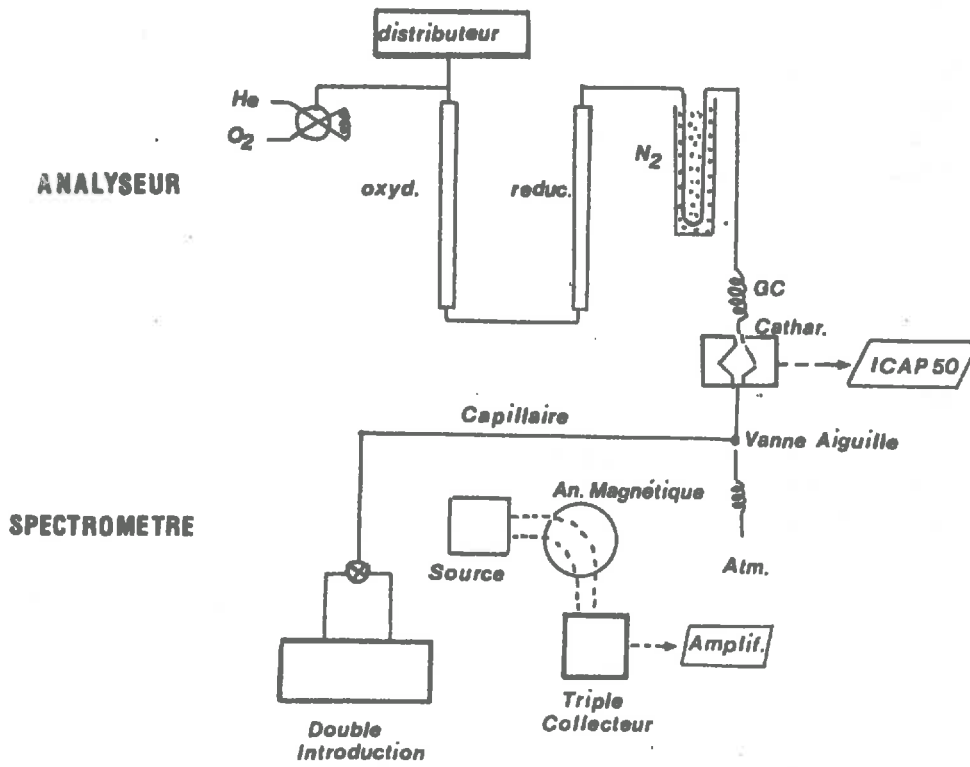 distributeur
He
O2
ANALYSEUR
oxyd.
reduc.
N2
GC
Cathar.
ICAP 50
Capillaire
Vanne Aiguille
An. Magnétique
SPECTROMETRE
Source
Atm.
Amplif.
Triple
Collecteur
Double
Introduction